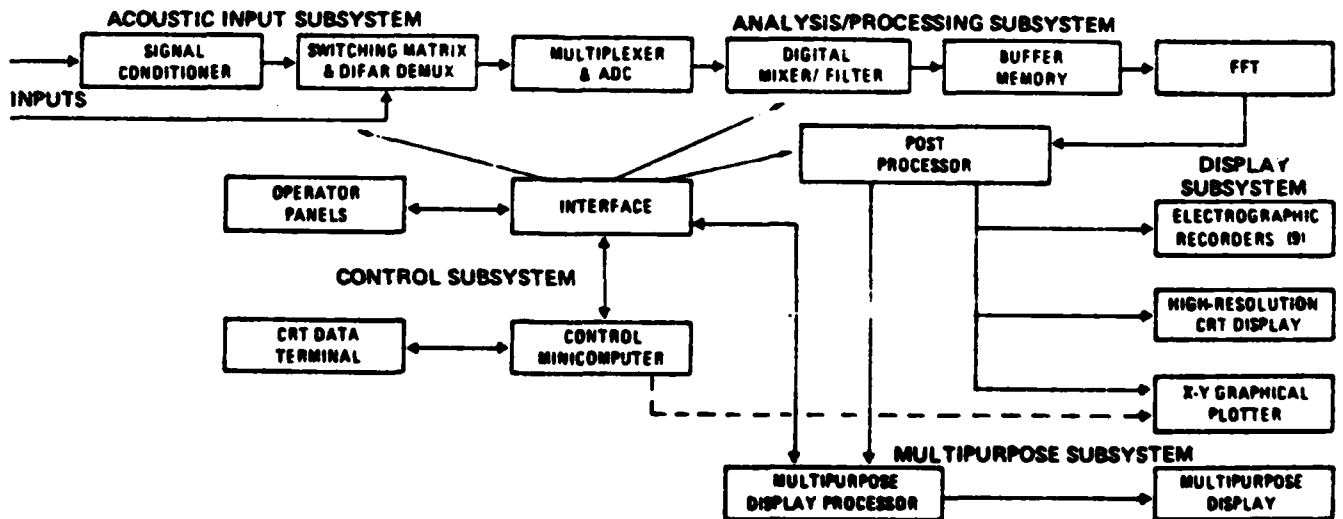 ACOUSTIC INPUT SUBSYSTEM
ANALYSIS/PROCESSING SUBSYSTEM
SIGNAL
CONDITIONER
SWITCHING MATRIX
& DIFAR DEMUX
MULTIPLEXER
& ADC
DIGITAL
MIXER/ FILTER
BUFFER
MEMORY
FFT
INPUTS
POST
PROCESSOR
DISPLAY
SUBSYSTEM
OPERATOR
PANELS
INTERFACE
ELECTROGRAPHIC
RECORDERS (9)
CONTROL SUBSYSTEM
HIGH-RESOLUTION
CRT DISPLAY
CRT DATA
TERMINAL
CONTROL
MINICOMPUTER
X-Y GRAPHICAL
PLOTTER
MULTIPURPOSE SUBSYSTEM
MULTIPURPOSE
DISPLAY PROCESSOR
MULTIPURPOSE
DISPLAY